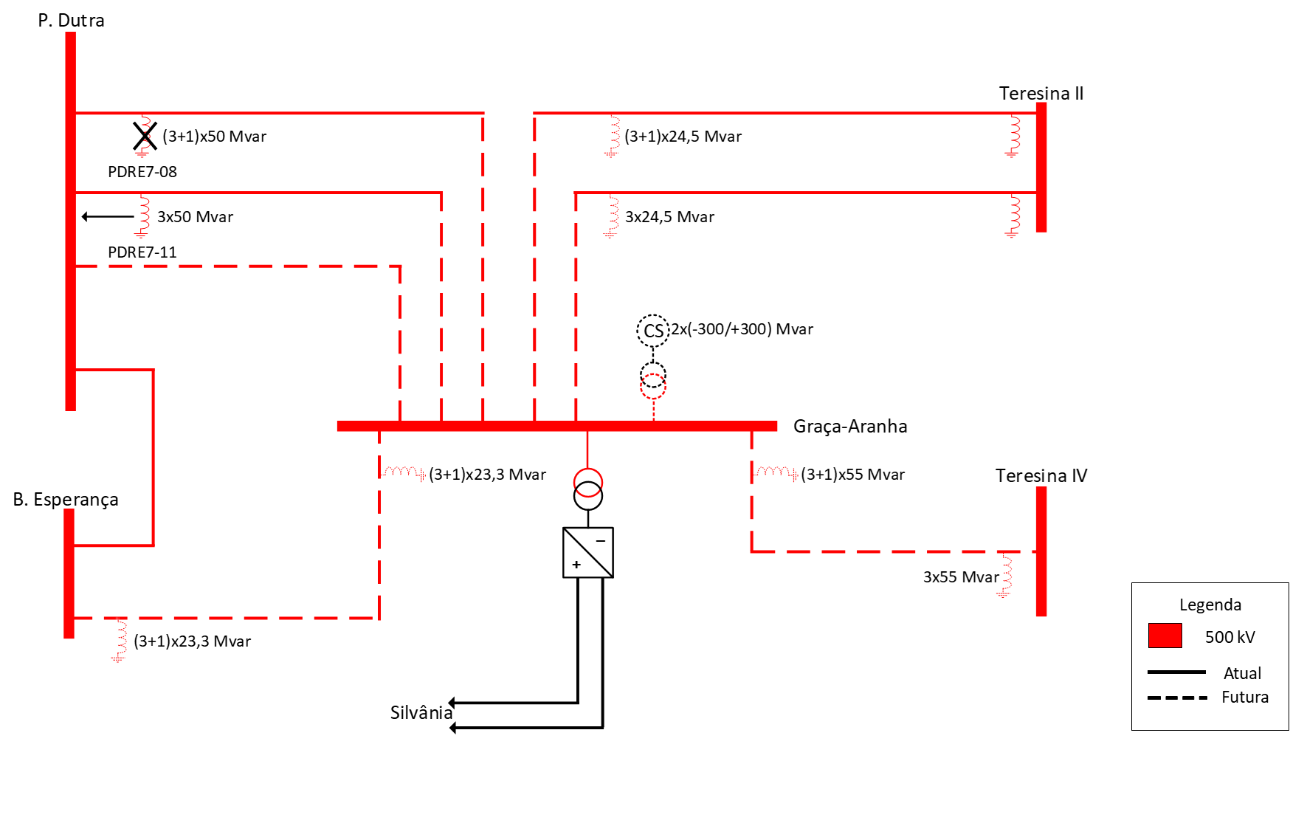 P. Dutra
Teresina II
(3+1)x50 Mvar
(3+1)x24,5 Mvar
PDRE7-08
3x50 Mvar
3x24,5 Mvar
PDRE7-11
CS
2x(-300/+300) Mvar
Graça-Aranha
(3+1)x23,3 Mvar
(3+1)x55 Mvar
Teresina IV
B. Esperança
−
+
3x55 Mvar
Legenda
500 kV
(3+1)x23,3 Mvar
Atual
Futura
Silvânia